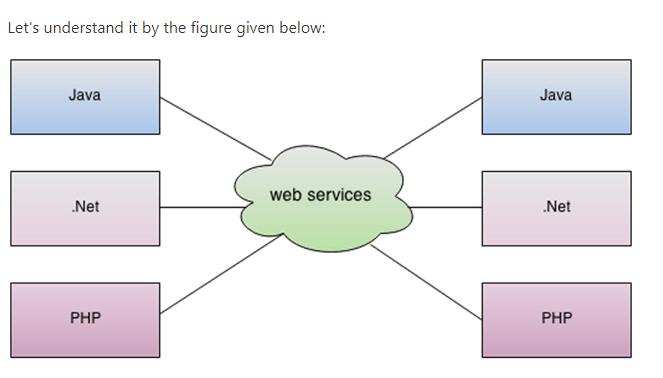 Let's understand it by the figure given below:
Java
Java
web services
.Net
.Net
PHP
PHP